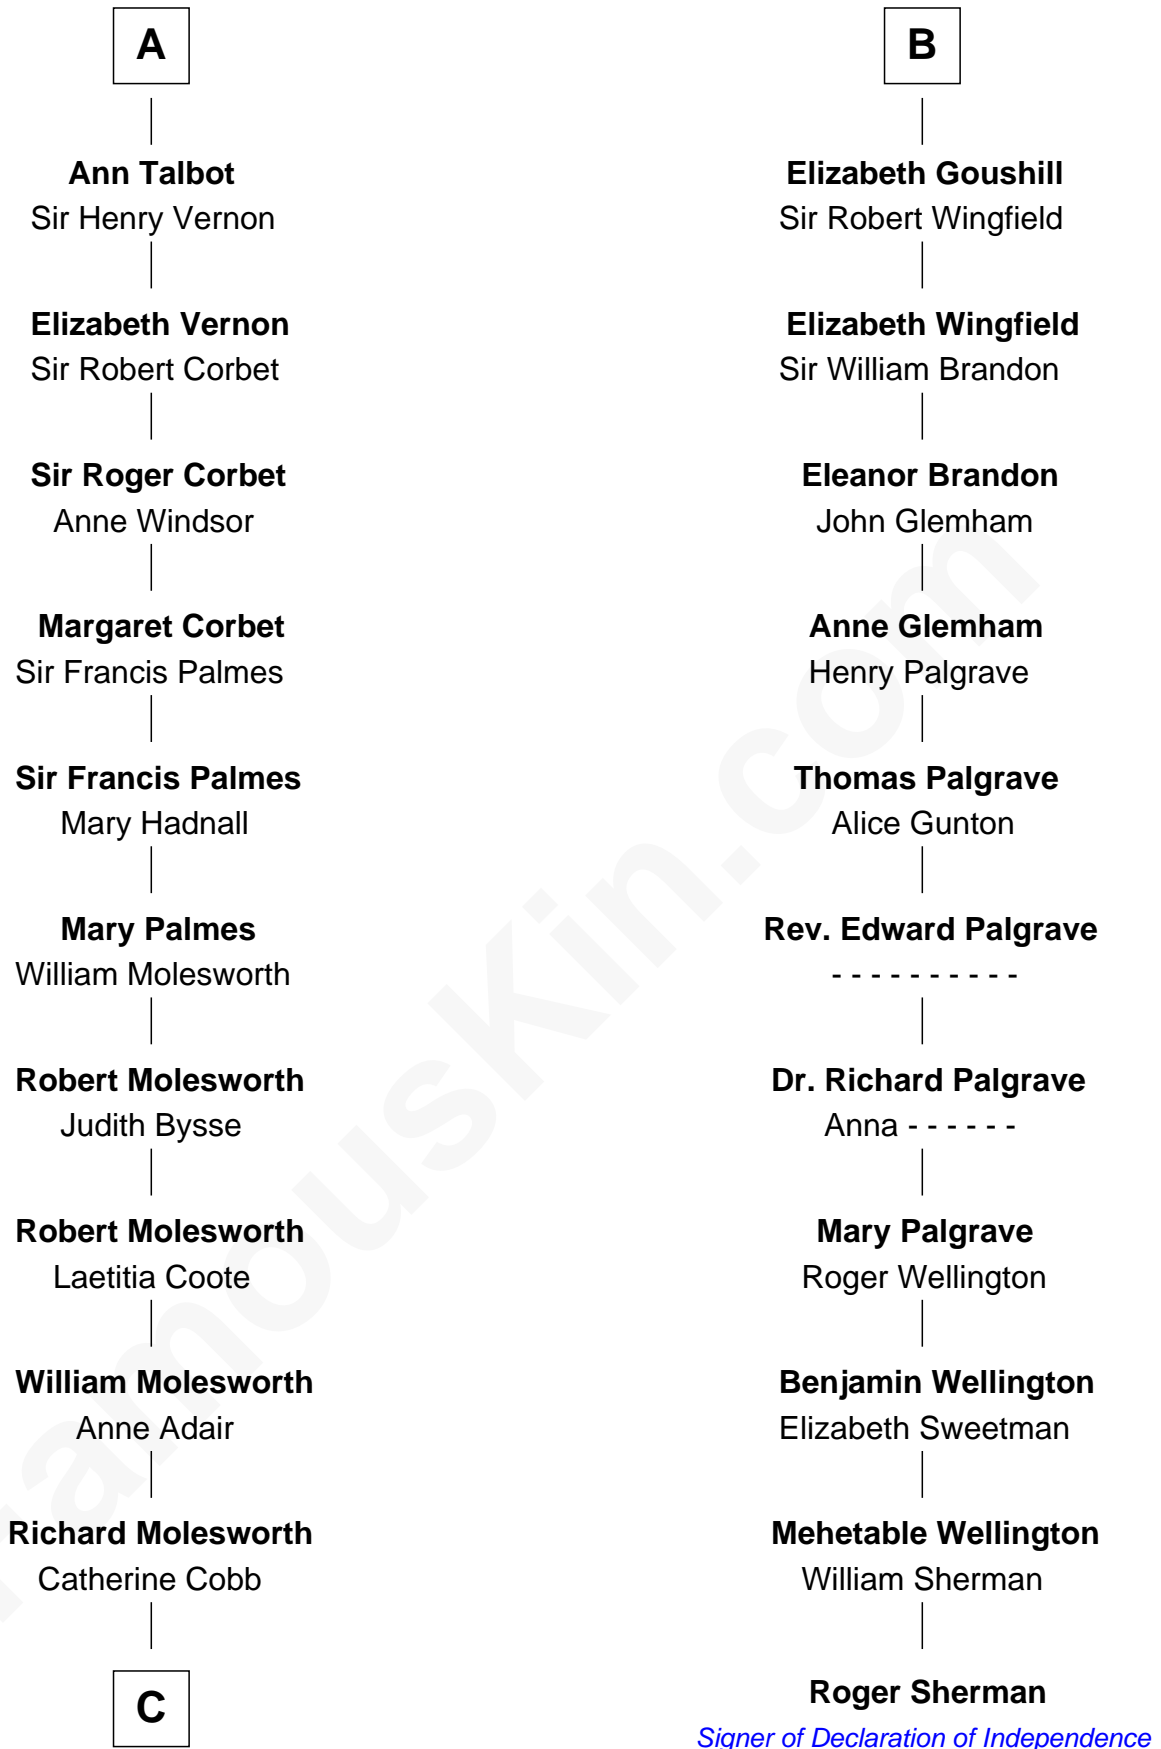 A
Ann Talbot
Sir Henry Vernon
Elizabeth Vernon
Sir Robert Corbet
Sir Roger Corbet
Anne Windsor
Margaret Corbet
Sir Francis Palmes
Sir Francis Palmes
Mary Hadnall
Mary Palmes
William Molesworth
Robert Molesworth
Judith Bysse
Robert Molesworth
Laetitia Coote
William Molesworth
Anne Adair
Richard Molesworth
Catherine Cobb
C
B
Elizabeth Goushill
Sir Robert Wingfield
Elizabeth Wingfield
Sir William Brandon
Eleanor Brandon
John Glemham
Anne Glemham
Henry Palgrave
Thomas Palgrave
Alice Gunton
Rev. Edward Palgrave
- - - - - - - - - -
Dr. Richard Palgrave
Anna - - - - - -
Mary Palgrave
Roger Wellington
Benjamin Wellington
Elizabeth Sweetman
Mehetable Wellington
William Sherman
Roger Sherman
Signer of Declaration of Independence
FamousKin.com